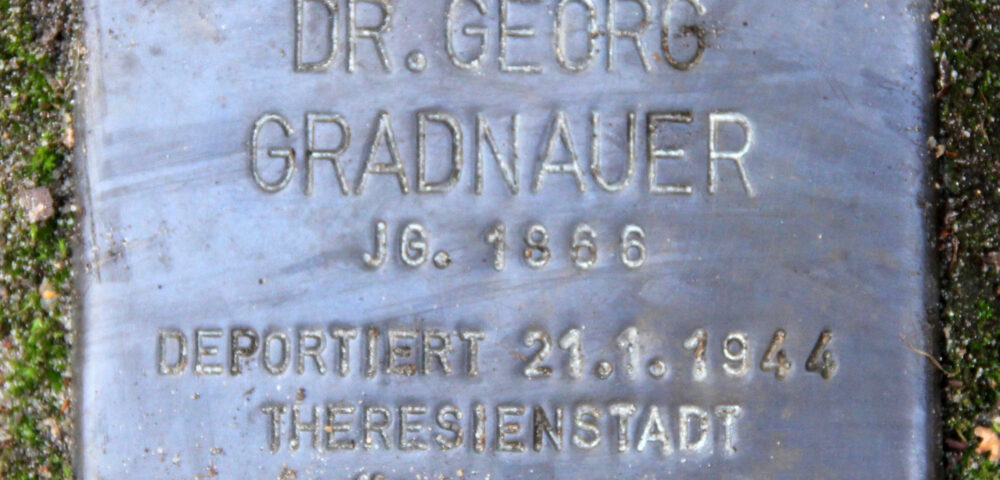 DR. GEORG
GRADNAUER
JG. 1866
DEPORTIERT 21.1.1944
THERESIENSTADT